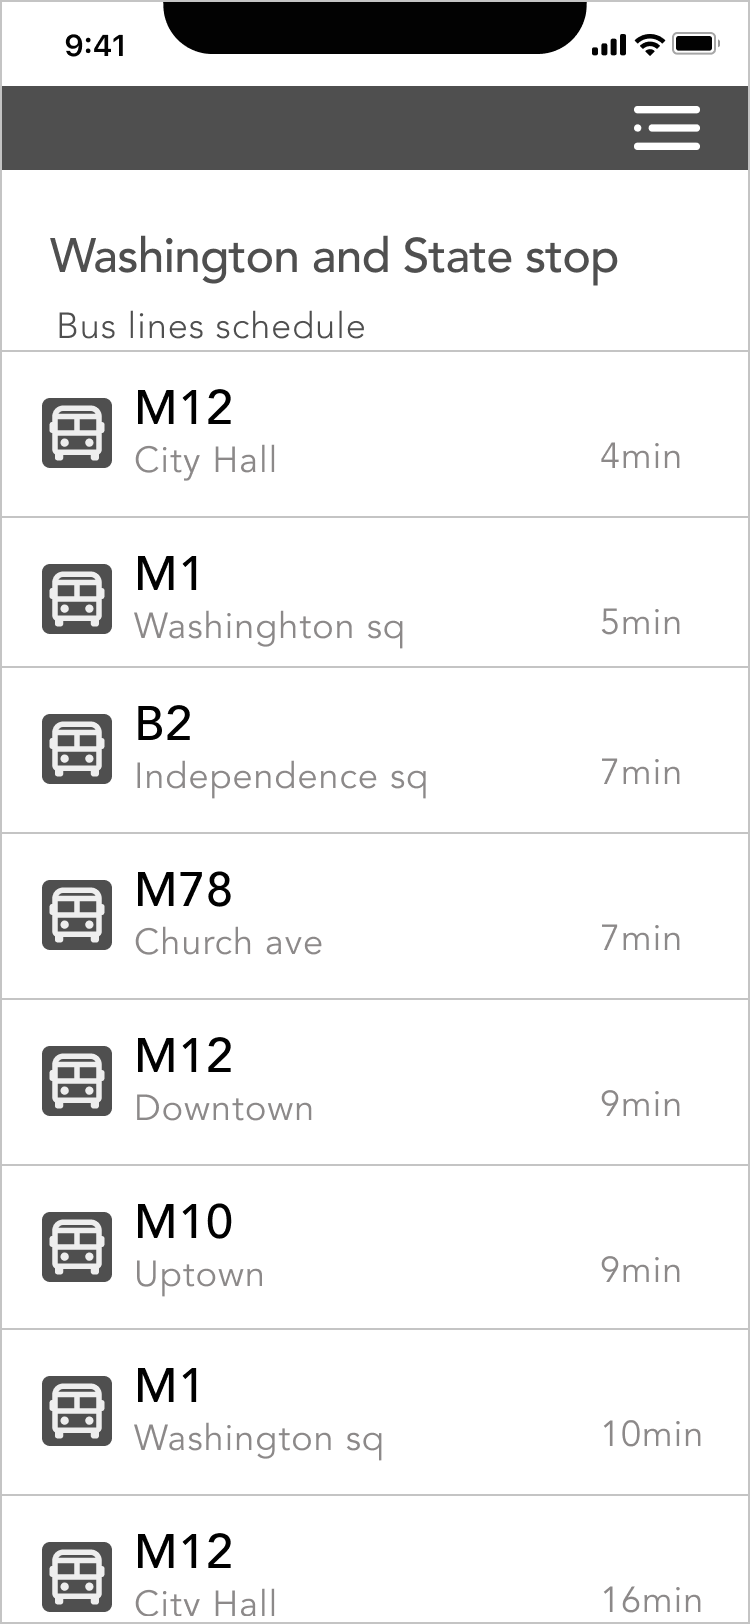 9:41
Washington and State stop
Bus lines schedule
M12
City Hall
4min
M1
Washinghton sq
5min
B2
Independence sq
7min
M78
Church ave
7min
M12
Downtown
9min
M10
Uptown
9min
M1
Washington sq
10min
M12
City Hall
16min